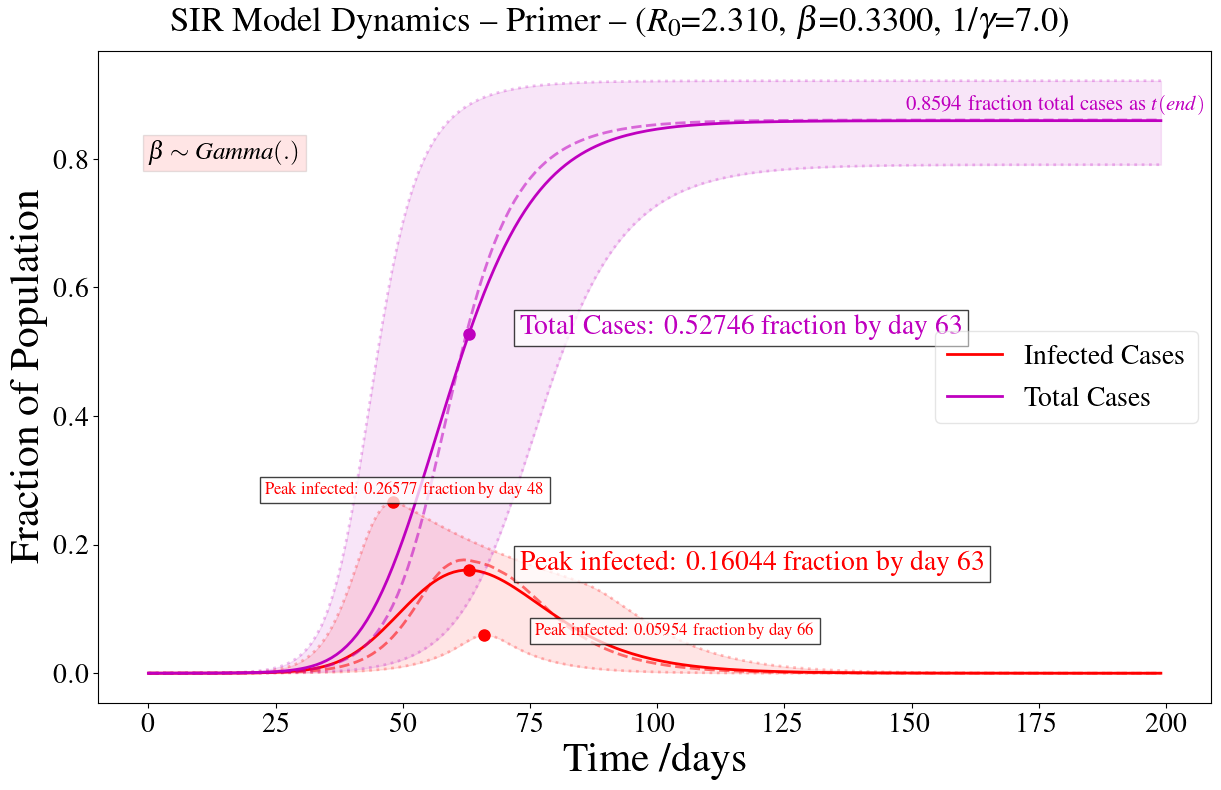 SIR Model Dynamics – Primer – (R₀=2.310, β=0.3300, 1/γ=7.0)
0.8594 fraction total cases as t(end)
β ∼ Gamma(.)
Total Cases: 0.52746 fraction by day 63
Infected Cases
Total Cases
Peak infected: 0.26577 fraction by day 48
Peak infected: 0.16044 fraction by day 63
Peak infected: 0.05954 fraction by day 66
Fraction of Population
0.8
0.6
0.4
0.2
0.0
0 25 50 75 100 125 150 175 200
Time /days